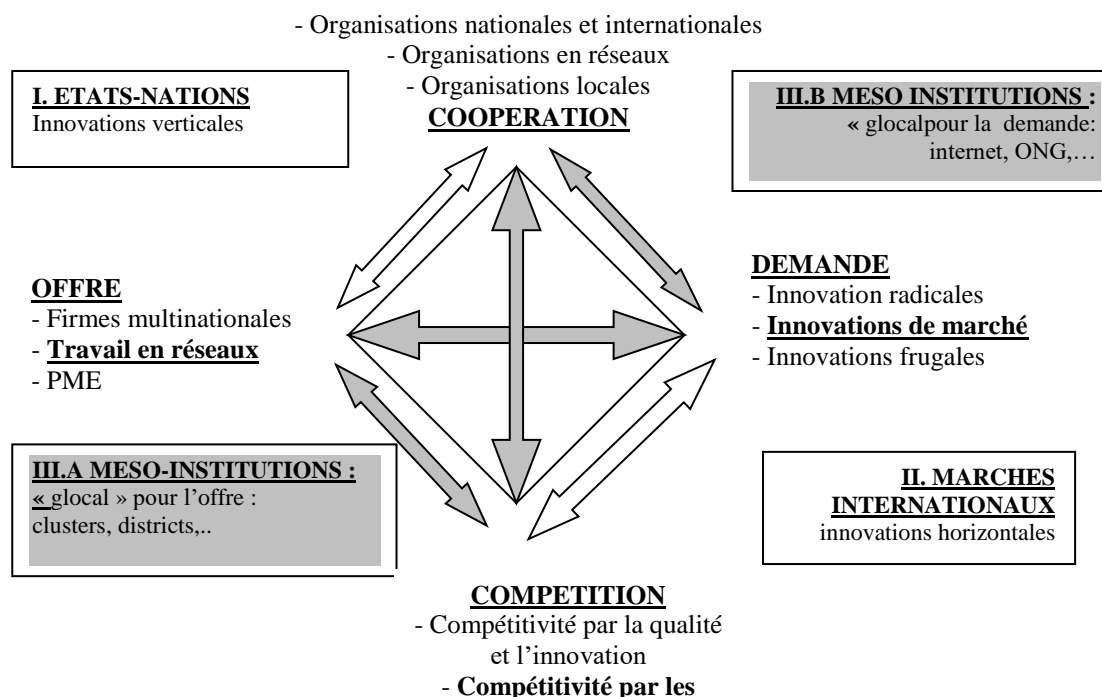 - Organisations nationales et internationales
- Organisations en réseaux
- Organisations locales
COOPERATION
I. ETATS-NATIONS
Innovations verticales
III.B MESO INSTITUTIONS :
« glocalpour la demande:
internet, ONG,…
OFFRE
- Firmes multinationales
- Travail en réseaux
- PME
DEMANDE
- Innovation radicales
- Innovations de marché
- Innovations frugales
III.A MESO-INSTITUTIONS :
« glocal » pour l’offre :
clusters, districts,..
II. MARCHES
INTERNATIONAUX
innovations horizontales
COMPETITION
- Compétitivité par la qualité
et l’innovation
- Compétitivité par les